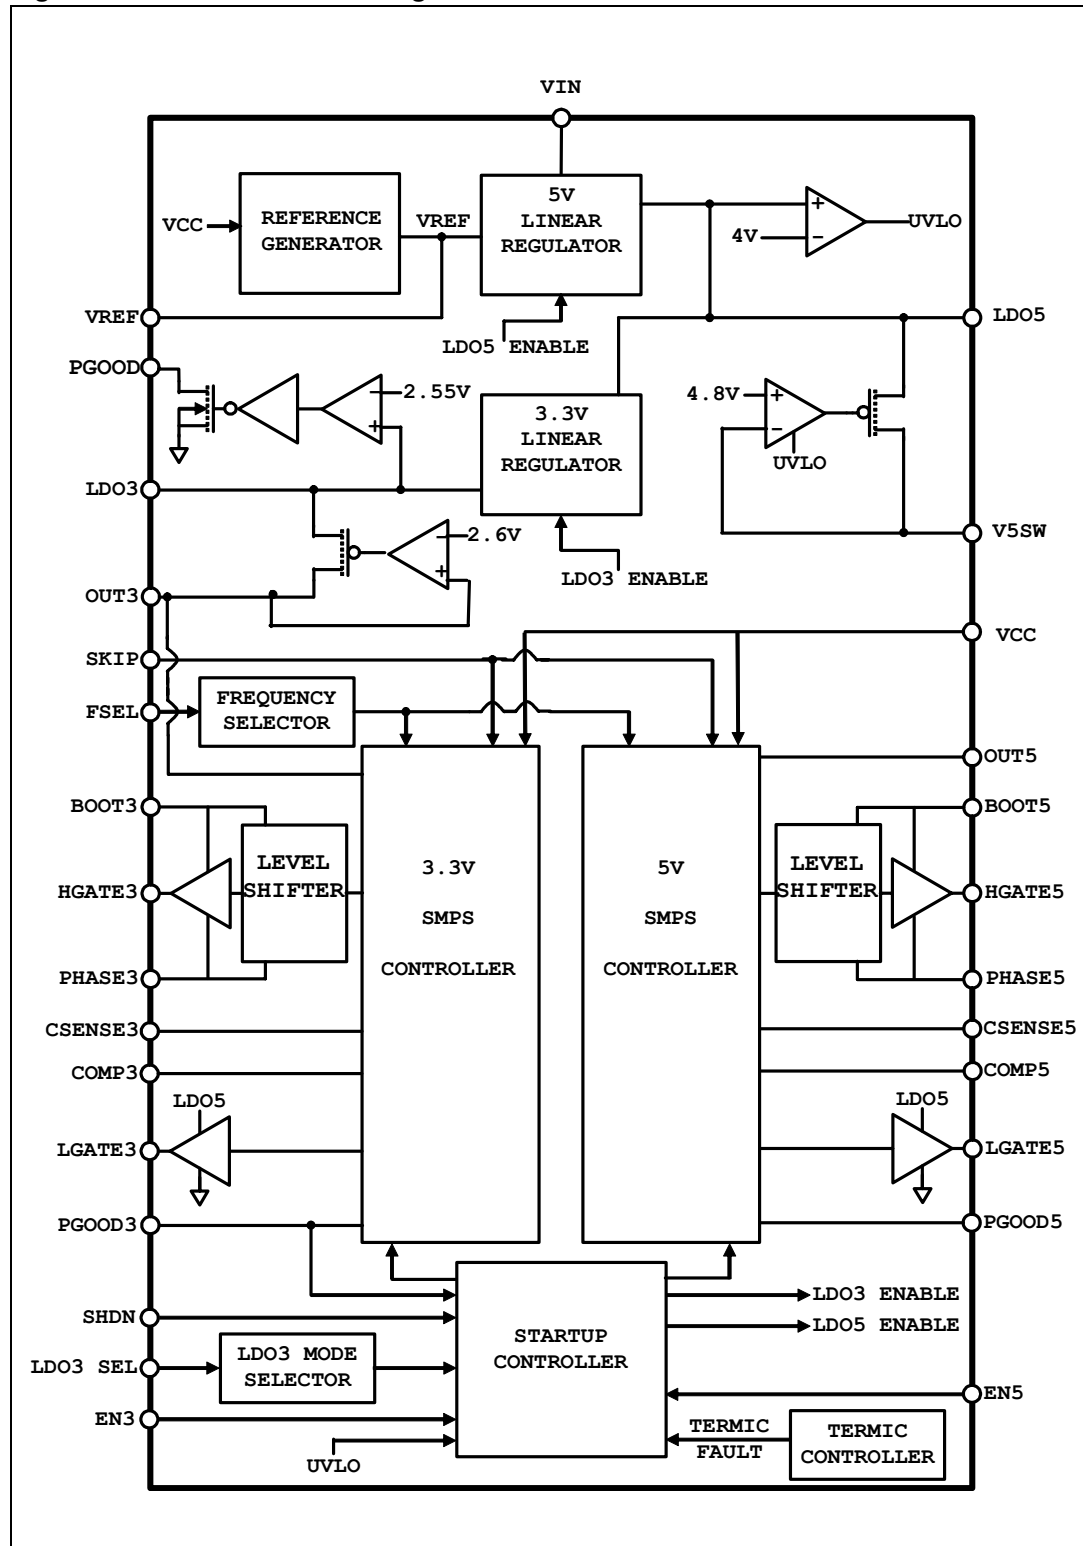 VIN
5V
LINEAR
REGULATOR
REFERENCE
GENERATOR
VCC
VREF
+
4V
−
UVLO
VREF
LDO5 ENABLE
LDO5
PGOOD
−
2.55V
+
3.3V
LINEAR
REGULATOR
4.8V
+
−
UVLO
LDO3
−
2.6V
+
LDO3 ENABLE
V5SW
OUT3
VCC
SKIP
FSEL
FREQUENCY
SELECTOR
OUT5
BOOT3
BOOT5
LEVEL
SHIFTER
3.3V
SMPS
CONTROLLER
5V
SMPS
CONTROLLER
LEVEL
SHIFTER
HGATE3
HGATE5
PHASE3
PHASE5
CSENSE3
CSENSE5
COMP3
COMP5
LDO5
LDO5
LGATE3
LGATE5
PGOOD3
PGOOD5
LDO3 ENABLE
SHDN
LDO5 ENABLE
STARTUP
CONTROLLER
LDO3 SEL
LDO3 MODE
SELECTOR
EN5
EN3
UVLO
TERMIC
FAULT
TERMIC
CONTROLLER